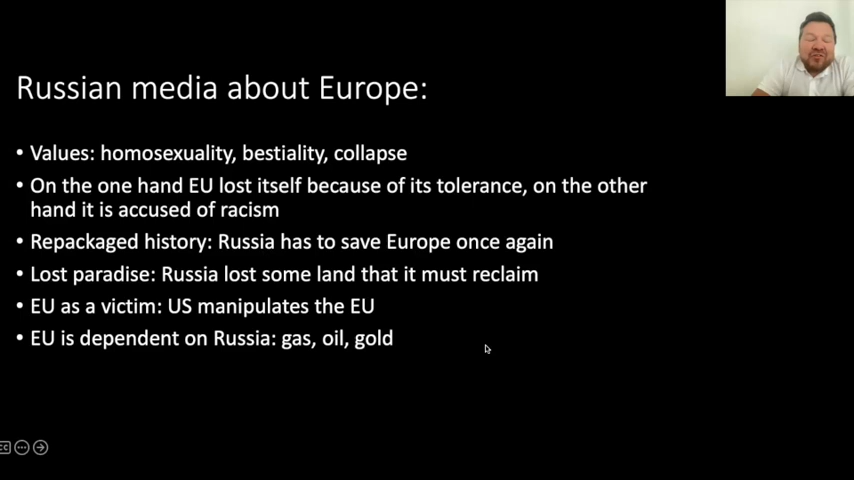 Russian media about Europe:
• Values: homosexuality, bestiality, collapse
• On the one hand EU lost itself because of its tolerance, on the other
hand it is accused of racism
• Repackaged history: Russia has to save Europe once again
• Lost paradise: Russia lost some land that it must reclaim
• EU as a victim: US manipulates the EU
• EU is dependent on Russia: gas, oil, gold
CC